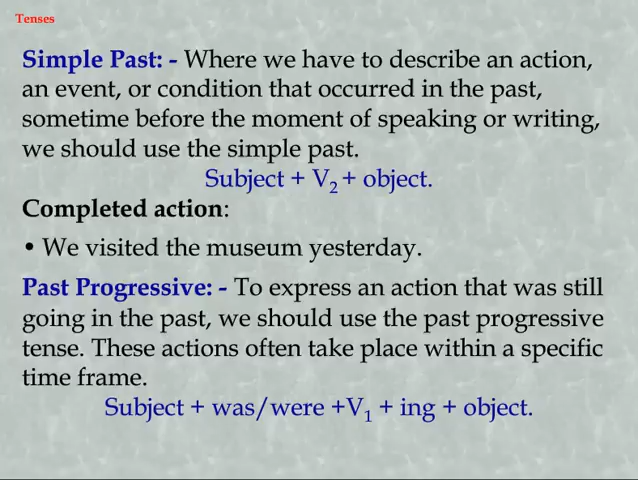 Tenses
Simple Past: - Where we have to describe an action,
an event, or condition that occurred in the past,
sometime before the moment of speaking or writing,
we should use the simple past.
Subject + V₂ + object.
Completed action:
• We visited the museum yesterday.
Past Progressive: - To express an action that was still
going in the past, we should use the past progressive
tense. These actions often take place within a specific
time frame.
Subject + was/were +V₁ + ing + object.